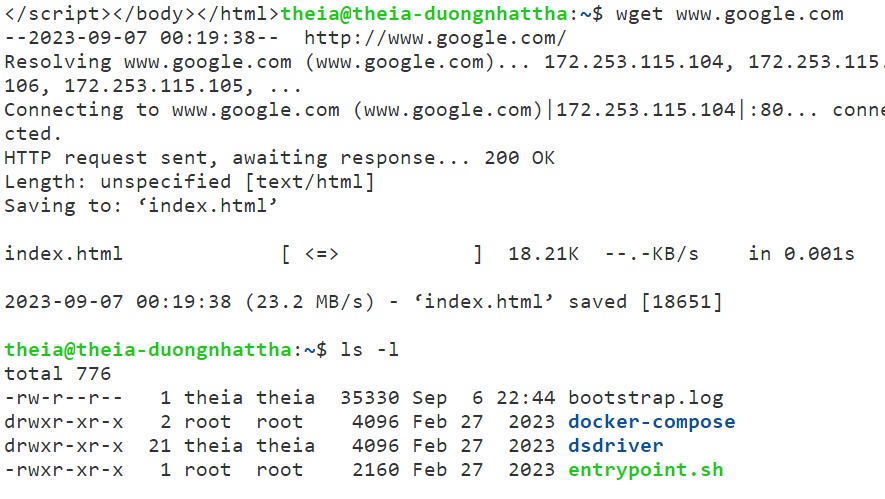 </script></body></html>theia@theia-duongnhattha:~$ wget www.google.com
--2023-09-07 00:19:38--  http://www.google.com/
Resolving www.google.com (www.google.com)... 172.253.115.104, 172.253.115.
106, 172.253.115.105, ...
Connecting to www.google.com (www.google.com)|172.253.115.104|:80... conne
cted.
HTTP request sent, awaiting response... 200 OK
Length: unspecified [text/html]
Saving to: ‘index.html’
index.html             [ <=>           ]  18.21K  --.-KB/s    in 0.001s
2023-09-07 00:19:38 (23.2 MB/s) - ‘index.html’ saved [18651]
theia@theia-duongnhattha:~$ ls -l
total 776
-rw-r--r--   1 theia theia  35330 Sep  6 22:44 bootstrap.log
drwxr-xr-x   2 root  root    4096 Feb 27  2023 docker-compose
drwxr-xr-x  21 theia theia   4096 Feb 27  2023 dsdriver
-rwxr-xr-x   1 root  root    2160 Feb 27  2023 entrypoint.sh